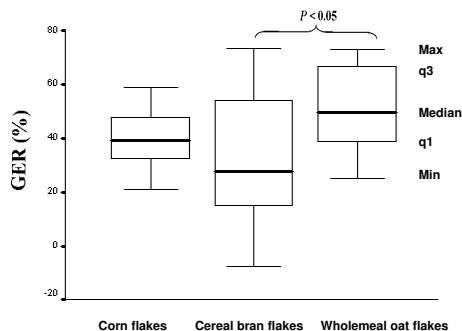 P < 0.05
80
60
40
20
0
-20
GER (%)
Max
q3
Median
q1
Min
Corn flakes Cereal bran flakes Wholemeal oat flakes